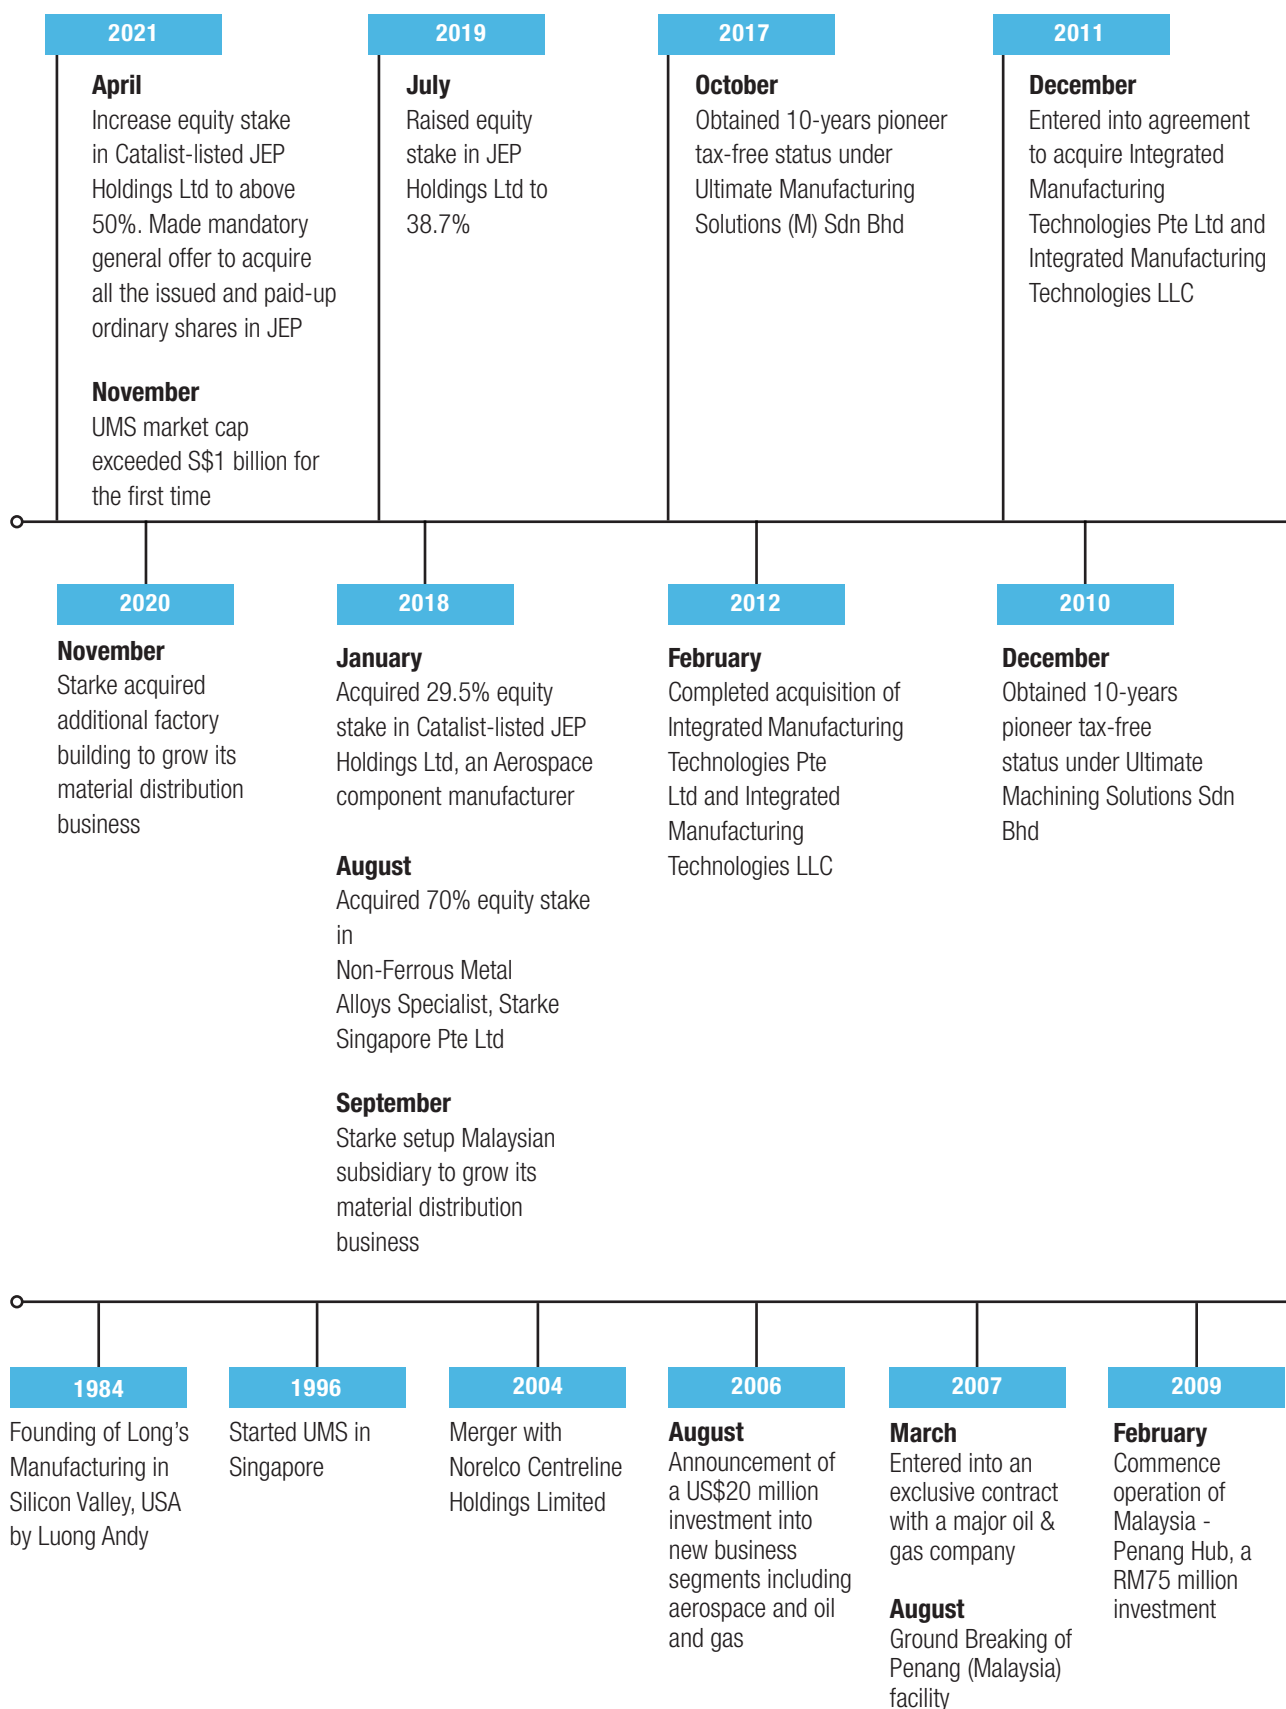 2021
April
Increase equity stake
in Catalist-listed JEP
Holdings Ltd to above
50%. Made mandatory
general offer to acquire
all the issued and paid-up
ordinary shares in JEP
November
UMS market cap
exceeded S$1 billion for
the first time
2019
July
Raised equity
stake in JEP
Holdings Ltd to
38.7%
2017
October
Obtained 10-years pioneer
tax-free status under
Ultimate Manufacturing
Solutions (M) Sdn Bhd
2011
December
Entered into agreement
to acquire Integrated
Manufacturing
Technologies Pte Ltd and
Integrated Manufacturing
Technologies LLC
2020
November
Starke acquired
additional factory
building to grow its
material distribution
business
2018
January
Acquired 29.5% equity
stake in Catalist-listed JEP
Holdings Ltd, an Aerospace
component manufacturer
August
Acquired 70% equity stake
in
Non-Ferrous Metal
Alloys Specialist, Starke
Singapore Pte Ltd
September
Starke setup Malaysian
subsidiary to grow its
material distribution
business
2012
February
Completed acquisition of
Integrated Manufacturing
Technologies Pte
Ltd and Integrated
Manufacturing
Technologies LLC
2010
December
Obtained 10-years
pioneer tax-free
status under Ultimate
Machining Solutions Sdn
Bhd
1984
Founding of Long’s
Manufacturing in
Silicon Valley, USA
by Luong Andy
1996
Started UMS in
Singapore
2004
Merger with
Norelco Centreline
Holdings Limited
2006
August
Announcement of
a US$20 million
investment into
new business
segments including
aerospace and oil
and gas
2007
March
Entered into an
exclusive contract
with a major oil &
gas company
August
Ground Breaking of
Penang (Malaysia)
facility
2009
February
Commence
operation of
Malaysia -
Penang Hub, a
RM75 million
investment